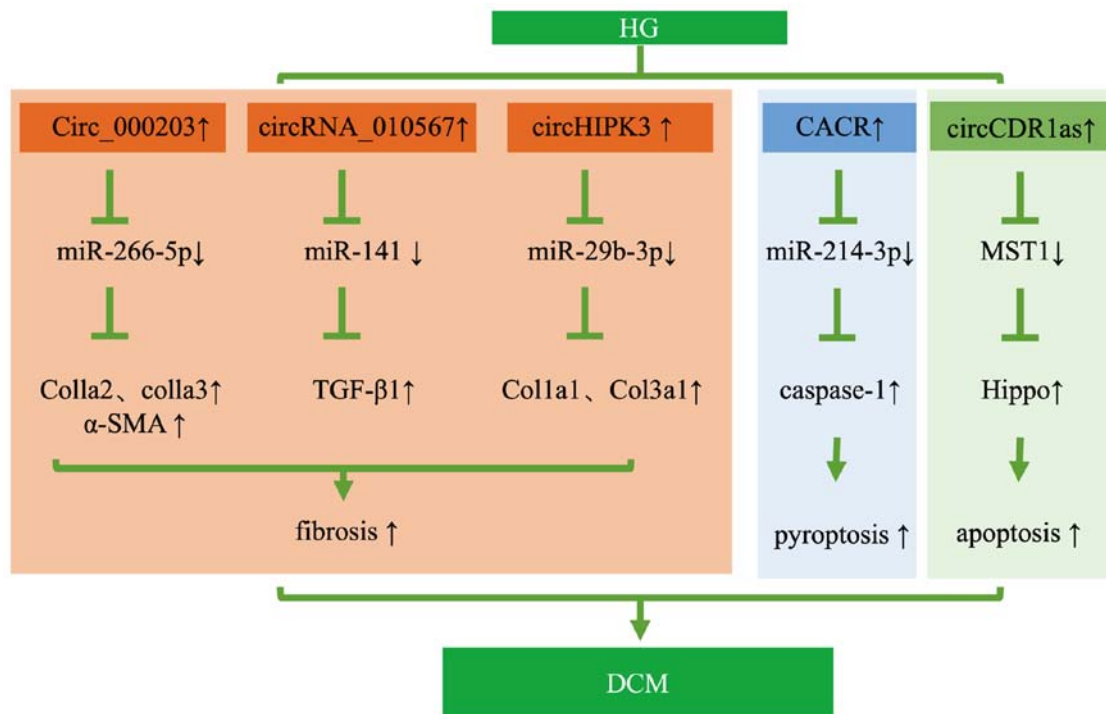 HG
Circ_000203↑
circRNA_010567↑
circHIPK3 ↑
CACR↑
circCDR1as↑
miR-266-5p↓
miR-141 ↓
miR-29b-3p↓
miR-214-3p↓
MST1↓
Colla2、colla3↑
α-SMA ↑
TGF-β1↑
Col1a1、Col3a1↑
caspase-1↑
Hippo↑
fibrosis ↑
pyroptosis ↑
apoptosis ↑
DCM